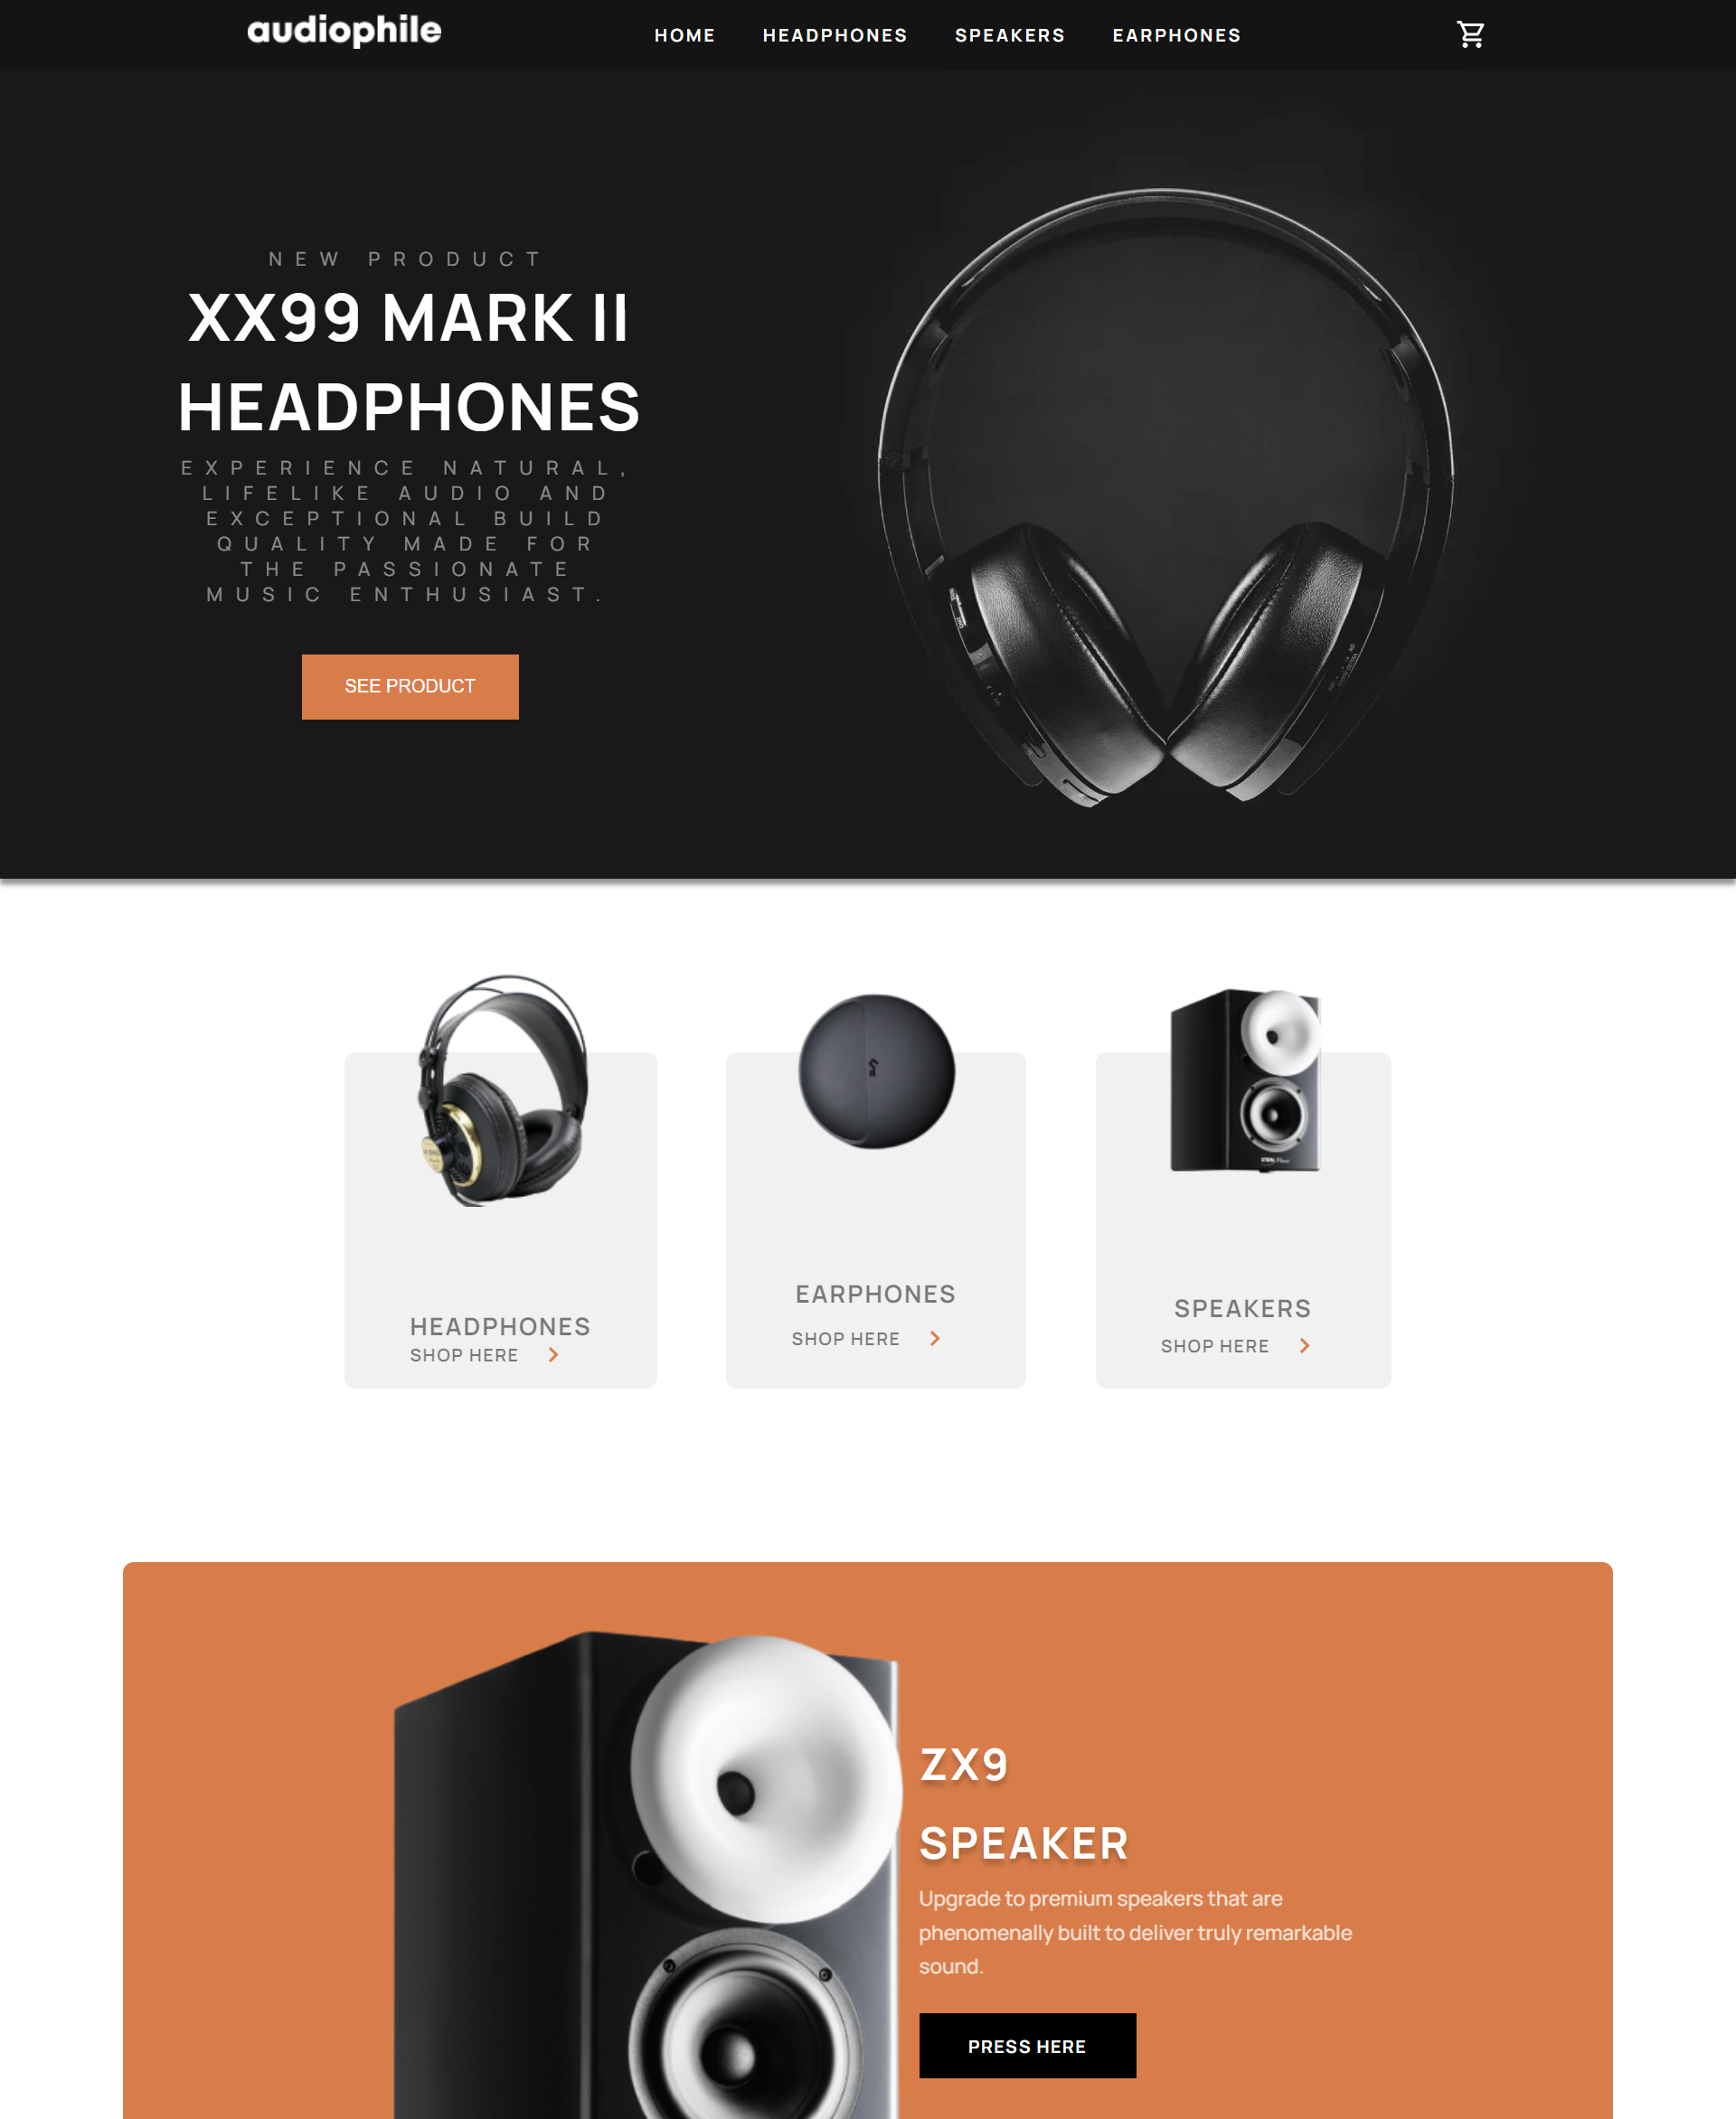 audiophile
HOME HEADPHONES SPEAKERS EARPHONES
NEW PRODUCT
XX99 MARK II
HEADPHONES
EXPERIENCE NATURAL,
LIFELIKE AUDIO AND
EXCEPTIONAL BUILD
QUALITY MADE FOR
THE PASSIONATE
MUSIC ENTHUSIAST.
SEE PRODUCT
HEADPHONES
SHOP HERE
EARPHONES
SHOP HERE
SPEAKERS
SHOP HERE
ZX9
SPEAKER
Upgrade to premium speakers that are
phenomenally built to deliver truly remarkable
sound.
PRESS HERE